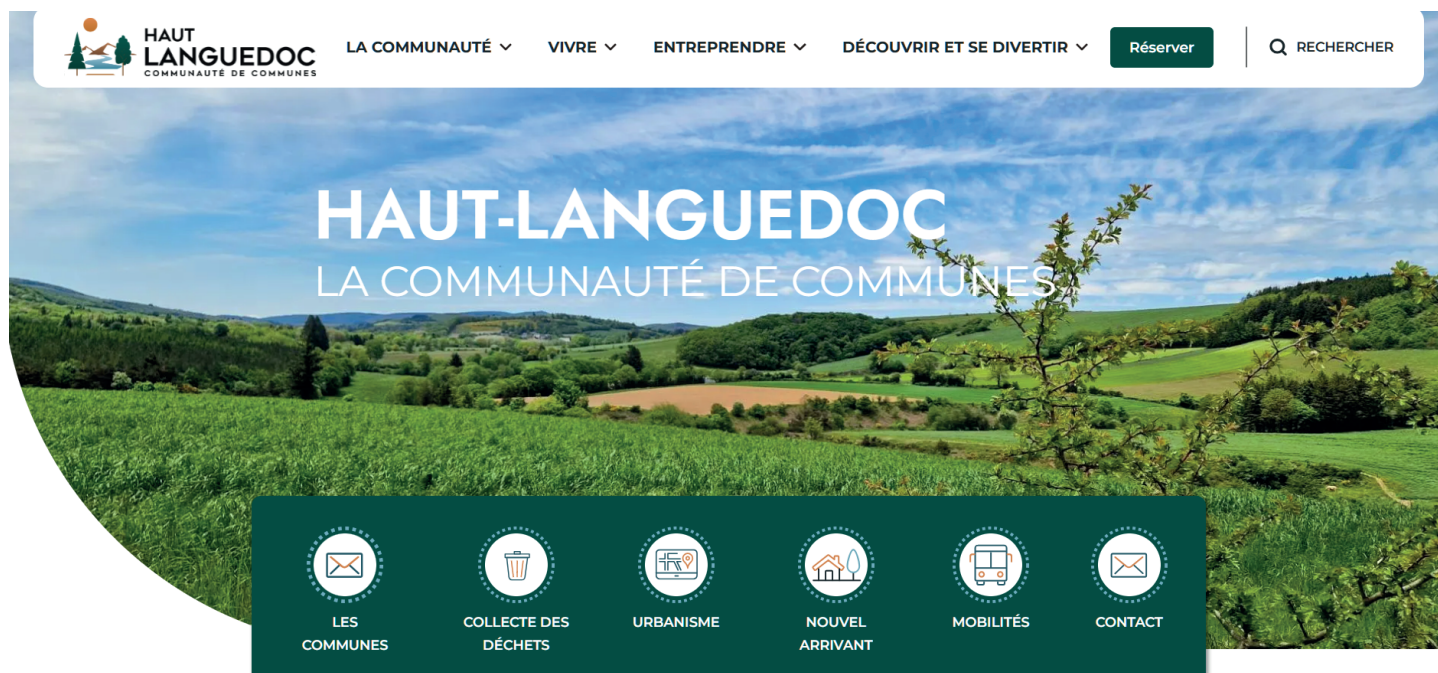 HAUT
LANGUEDOC
COMMUNAUTÉ DE COMMUNES
LA COMMUNAUTÉ
VIVRE
ENTREPRENDRE
DÉCOUVRIR ET SE DIVERTIR
Réserver
RECHERCHER
HAUT-LANGUEDOC
LA COMMUNAUTÉ DE COMMUNES
LES
COMMUNES
COLLECTE DES
DÉCHETS
URBANISME
NOUVEL
ARRIVANT
MOBILITÉS
CONTACT